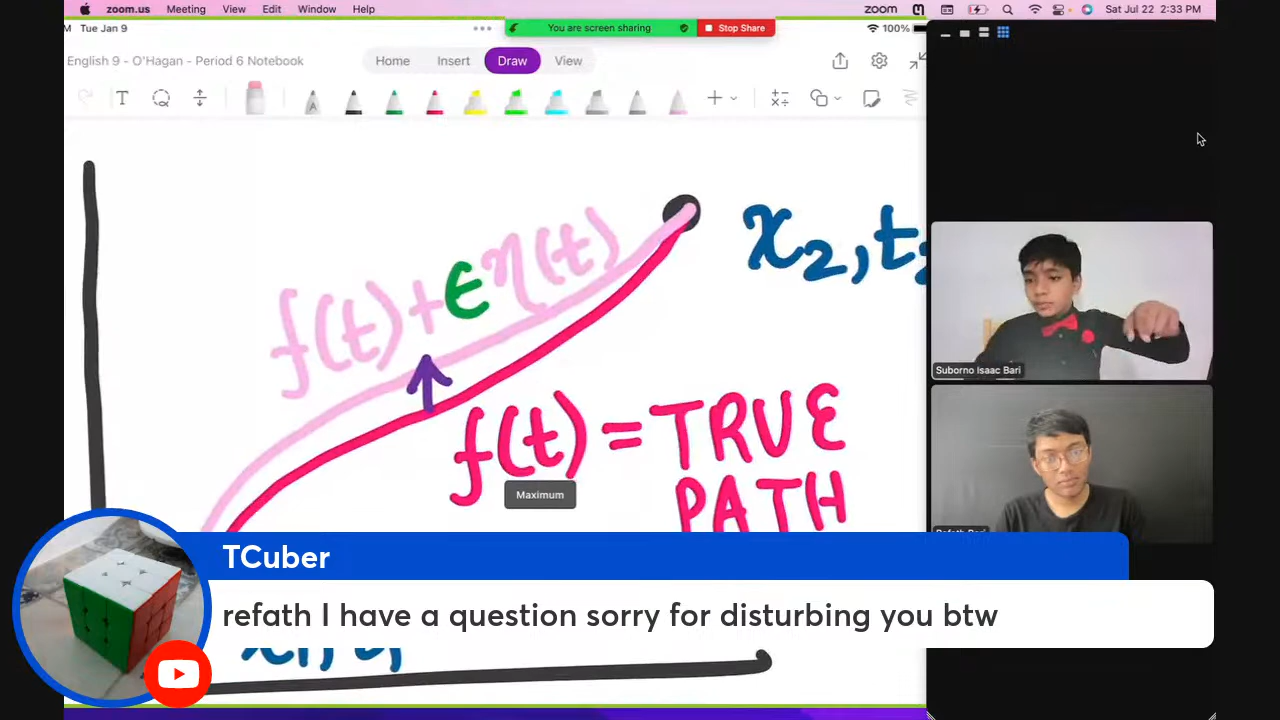 zoom.us Meeting View Edit Window Help
zoom
Sat Jul 22 2:33 PM
Tue Jan 9
You are screen sharing
Stop Share
100%
English 9 - O'Hagan - Period 6 Notebook
Home Insert Draw View
T
A
f(t)+εη(t)
x₂,t₂
f(t) = TRUE
PATH
Maximum
Suborno Isaac Bari
TCuber
refath I have a question sorry for disturbing you btw